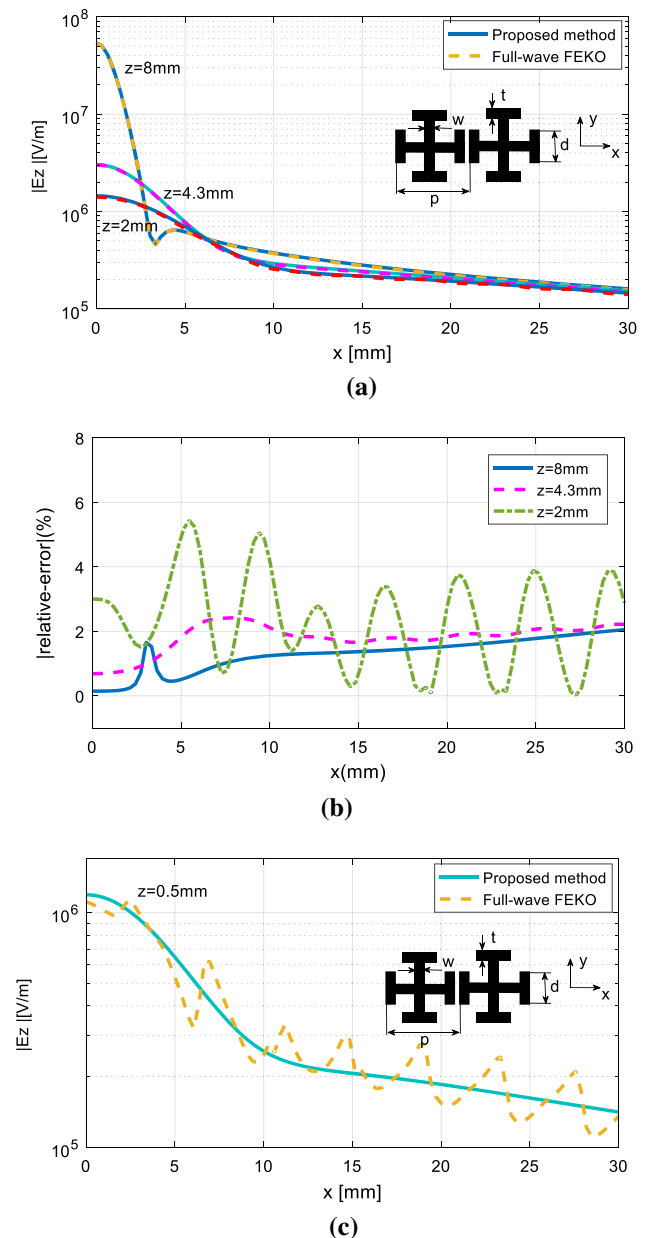 10^8
Proposed method
Full-wave FEKO
z=8mm
10^7
t
w
y
d
x
p
|Ez |[V/m]
z=4.3mm
10^6
z=2mm
10^5
0 5 10 15 20 25 30
x [mm]
(a)
8
z=8mm
z=4.3mm
z=2mm
6
|relative-error|(%)
4
2
0
0 5 10 15 20 25 30
x(mm)
(b)
Proposed method
Full-wave FEKO
z=0.5mm
10^6
t
w
y
d
x
p
|Ez |[V/m]
10^5
0 5 10 15 20 25 30
x [mm]
(c)